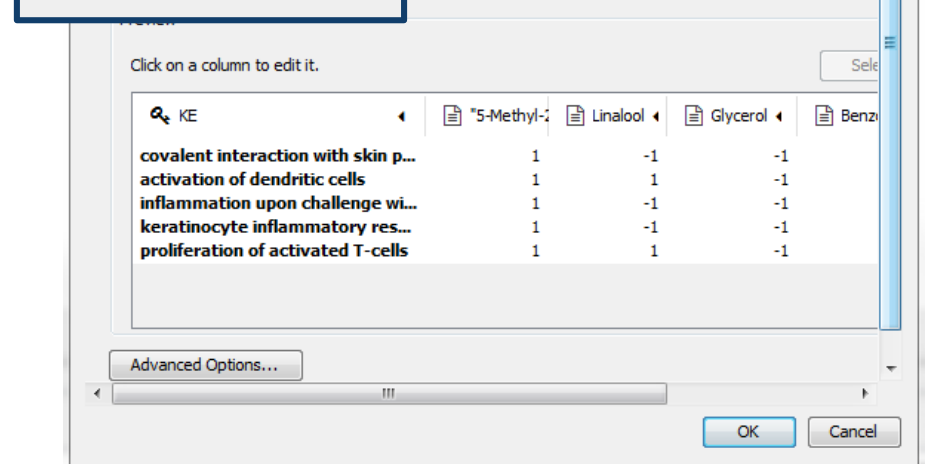 Click on a column to edit it.
Sele
KE "5-Methyl-2 Linalool Glycerol Benz
covalent interaction with skin p... 1 -1 -1
activation of dendritic cells 1 1 -1
inflammation upon challenge wi... 1 -1 -1
keratinocyte inflammatory res... 1 -1 -1
proliferation of activated T-cells 1 1 -1
Advanced Options...
OK Cancel